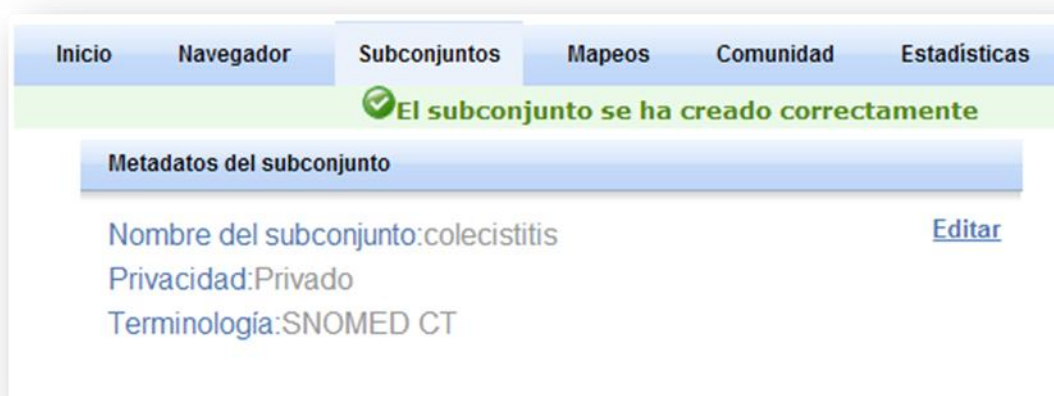 Inicio Navegador Subconjuntos Mapeos Comunidad Estadísticas
El subconjunto se ha creado correctamente
Metadatos del subconjunto
Nombre del subconjunto:colecistitis Editar
Privacidad:Privado
Terminología:SNOMED CT